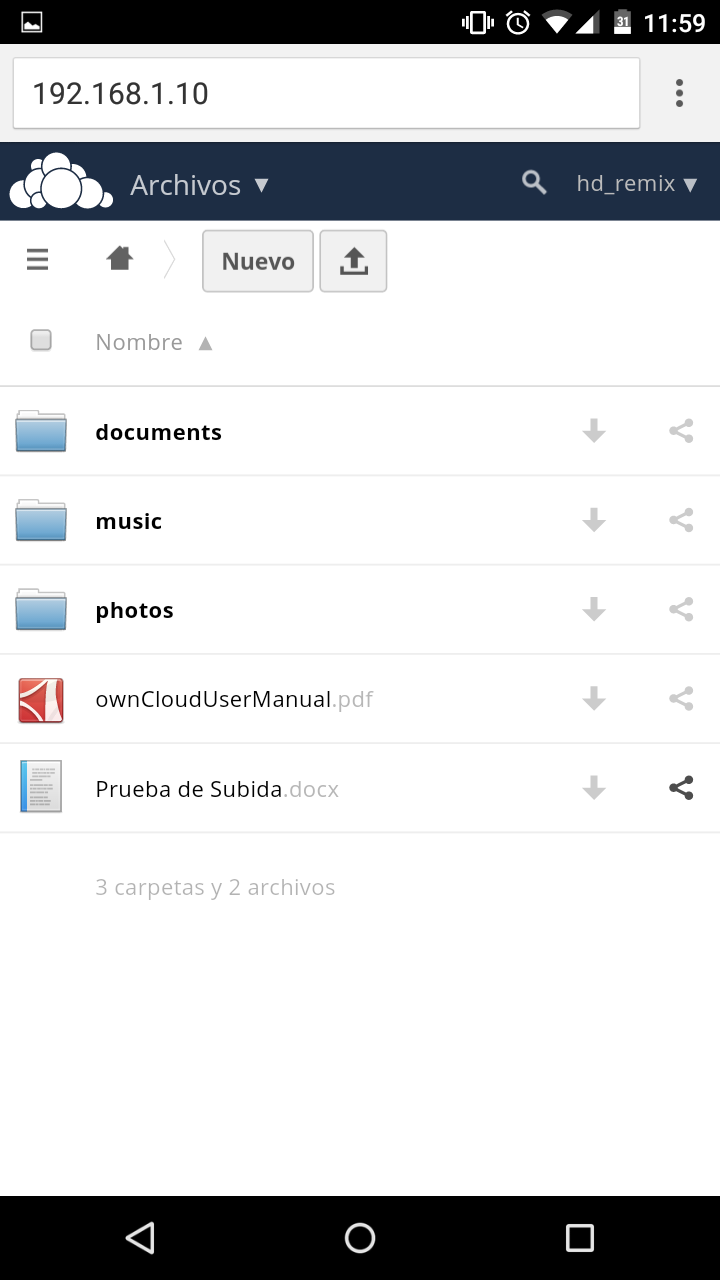 31 11:59
192.168.1.10
Archivos ▼ hd_remix ▼
Nuevo
Nombre ▲
documents
music
photos
ownCloudUserManual.pdf
Prueba de Subida.docx
3 carpetas y 2 archivos